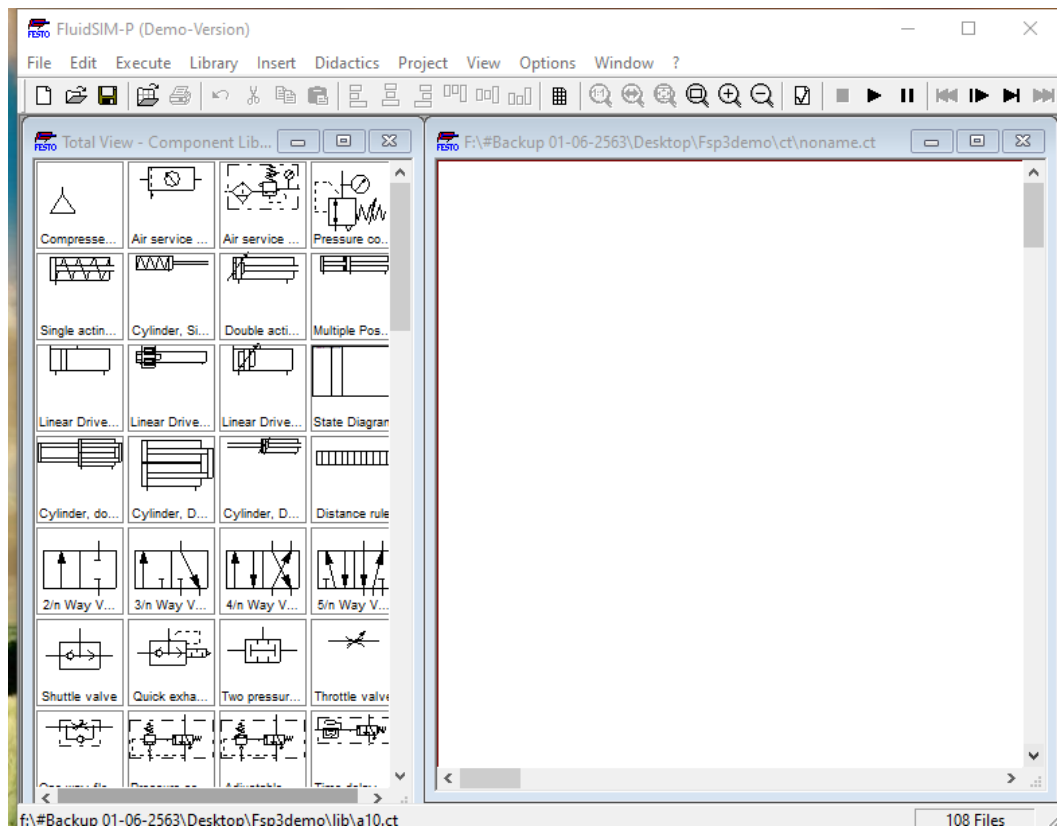 FESTO FluidSIM-P (Demo-Version)
File Edit Execute Library Insert Didactics Project View Options Window ?
FESTO Total View - Component Lib...
FESTO F:\#Backup 01-06-2563\Desktop\Fsp3demo\ct\noname.ct
Compresse... Air service ... Air service ... Pressure co..
Single actin... Cylinder, Si... Double acti... Multiple Pos..
Linear Drive... Linear Drive... Linear Drive... State Diagram
Cylinder, do... Cylinder, D... Cylinder, D... Distance rule
2/n Way V... 3/n Way V... 4/n Way V... 5/n Way V..
Shuttle valve Quick exha... Two pressur... Throttle valve
f:\#Backup 01-06-2563\Desktop\Fsp3demo\lib\a10.ct
108 Files